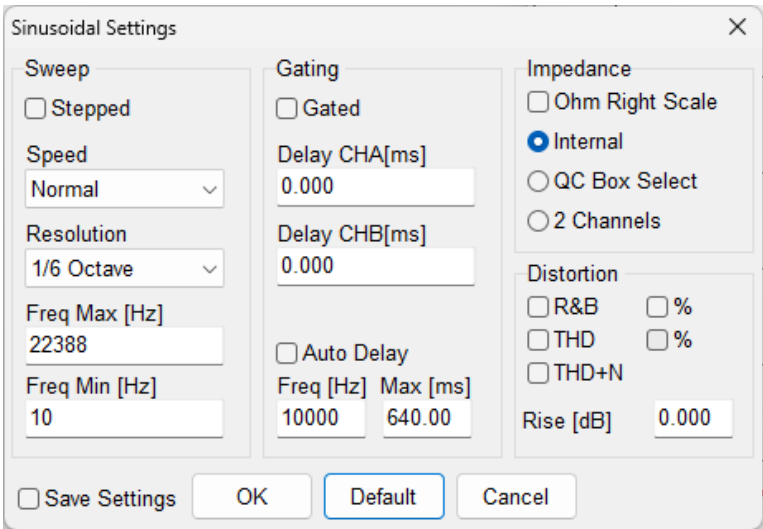 Sinusoidal Settings
Sweep
Stepped
Speed
Normal
Resolution
1/6 Octave
Freq Max [Hz]
22388
Freq Min [Hz]
10
Gating
Gated
Delay CHA[ms]
0.000
Delay CHB[ms]
0.000
Auto Delay
Freq [Hz] Max [ms]
10000 640.00
Impedance
Ohm Right Scale
Internal
QC Box Select
2 Channels
Distortion
R&B %
THD %
THD+N
Rise [dB] 0.000
Save Settings OK Default Cancel